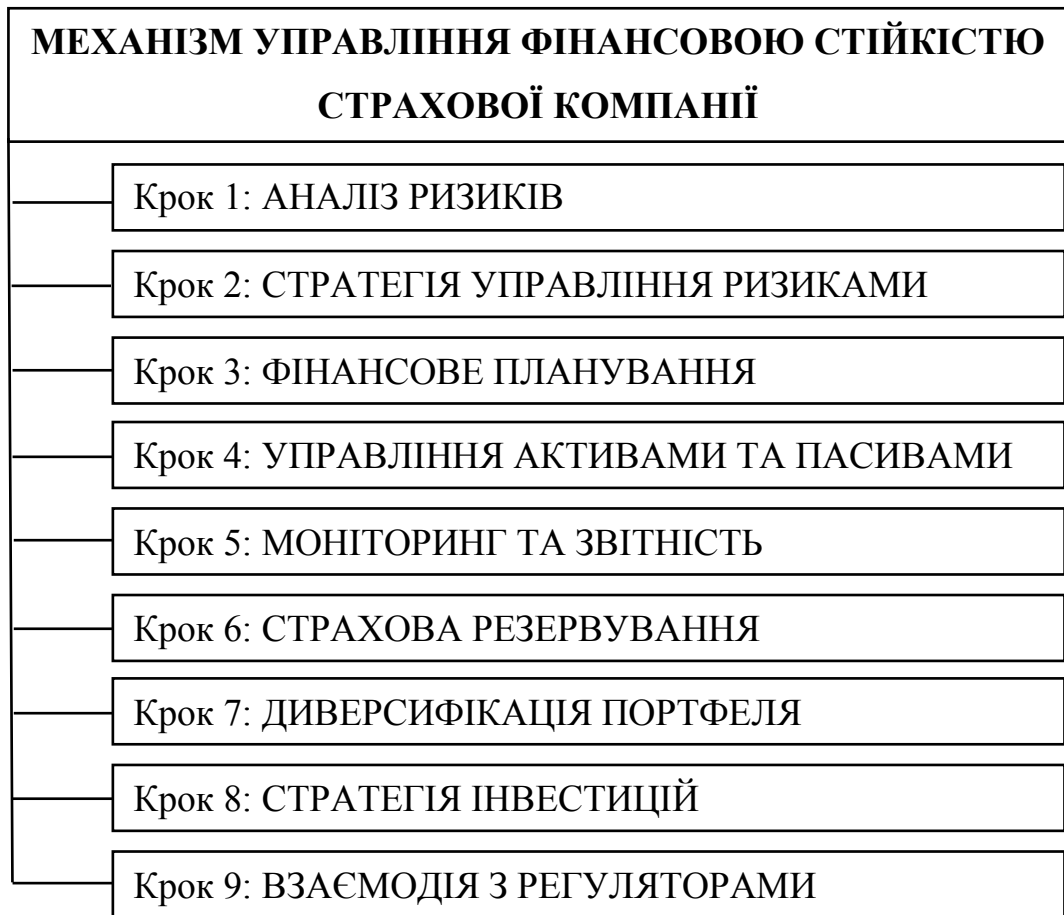 МЕХАНІЗМ УПРАВЛІННЯ ФІНАНСОВОЮ СТІЙКІСТЮ
СТРАХОВОЇ КОМПАНІЇ
Крок 1: АНАЛІЗ РИЗИКІВ
Крок 2: СТРАТЕГІЯ УПРАВЛІННЯ РИЗИКАМИ
Крок 3: ФІНАНСОВЕ ПЛАНУВАННЯ
Крок 4: УПРАВЛІННЯ АКТИВАМИ ТА ПАСИВАМИ
Крок 5: МОНІТОРИНГ ТА ЗВІТНІСТЬ
Крок 6: СТРАХОВА РЕЗЕРВУВАННЯ
Крок 7: ДИВЕРСИФІКАЦІЯ ПОРТФЕЛЯ
Крок 8: СТРАТЕГІЯ ІНВЕСТИЦІЙ
Крок 9: ВЗАЄМОДІЯ З РЕГУЛЯТОРАМИ